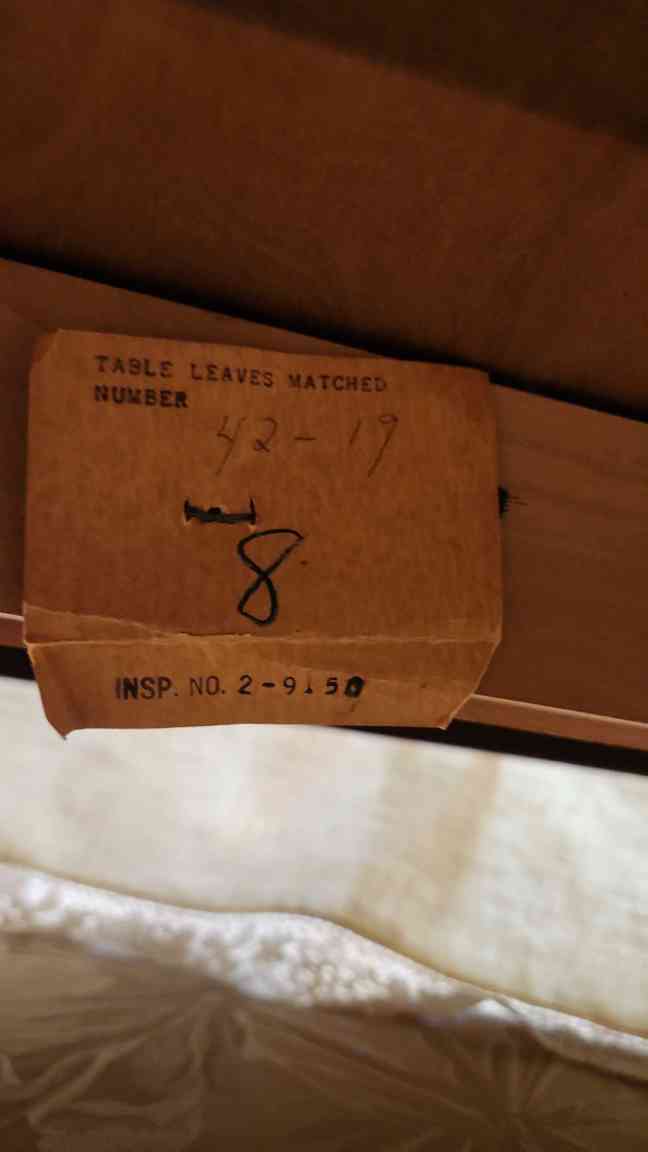 TABLE LEAVES MATCHED
NUMBER
42-19
8
INSP. NO. 2-9150